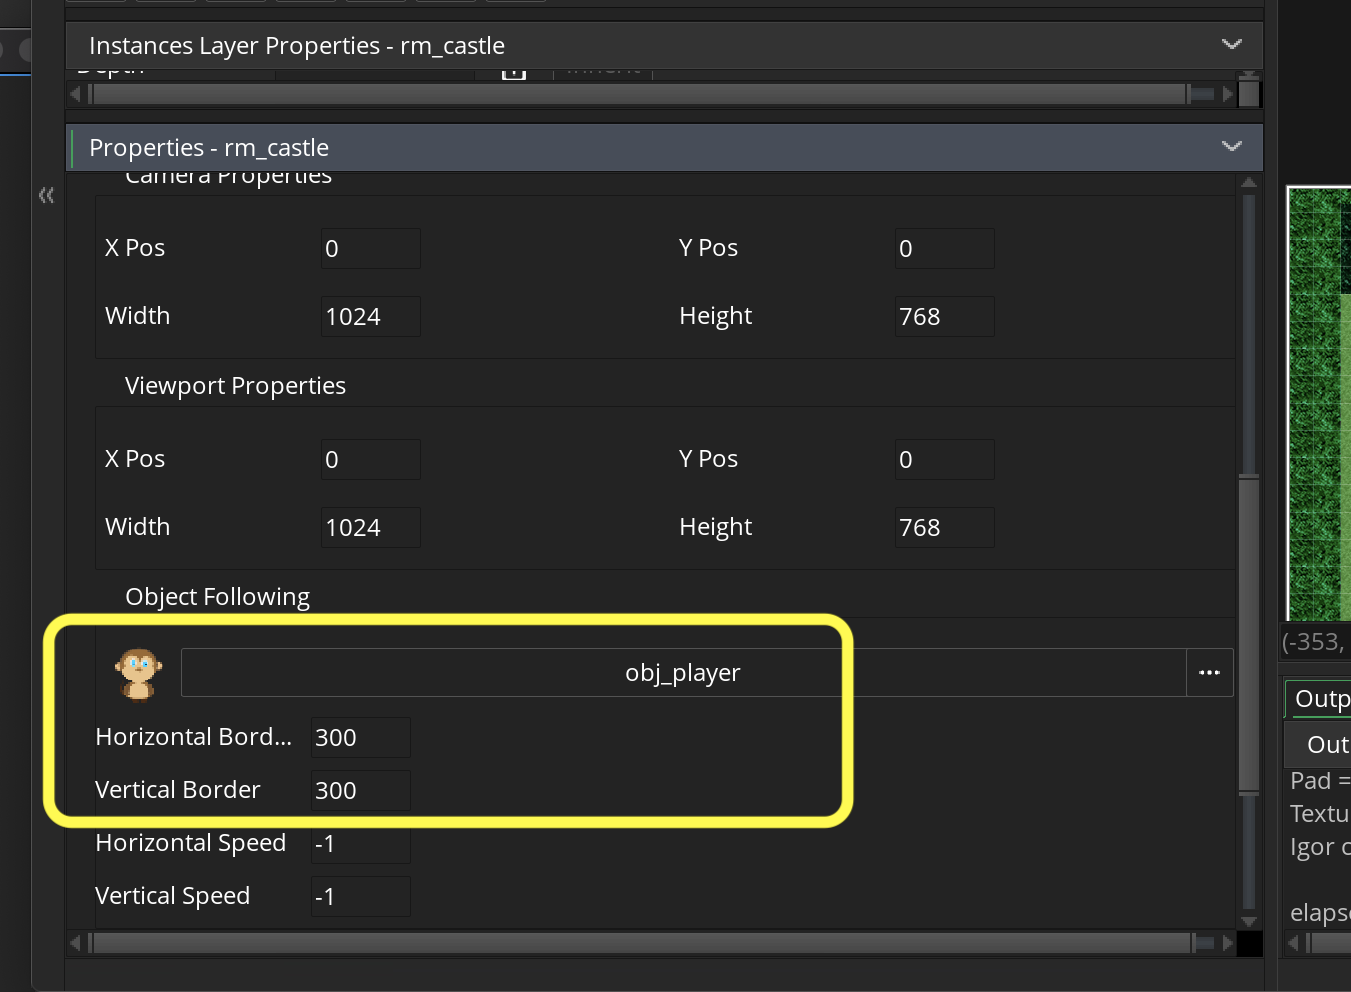 Instances Layer Properties - rm_castle
Depth
Inherit
Properties - rm_castle
Camera Properties
X Pos 0 Y Pos 0
Width 1024 Height 768
Viewport Properties
X Pos 0 Y Pos 0
Width 1024 Height 768
Object Following
obj_player ...
Horizontal Bord... 300
Vertical Border 300
Horizontal Speed -1
Vertical Speed -1
(-353,
Outp
Out
Pad =
Textu
Igor c
elaps